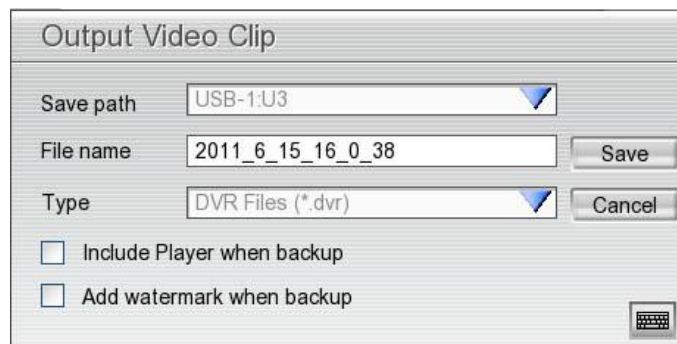 Output Video Clip
Save path USB-1:U3
File name 2011_6_15_16_0_38 Save
Type DVR Files (*.dvr) Cancel
Include Player when backup
Add watermark when backup